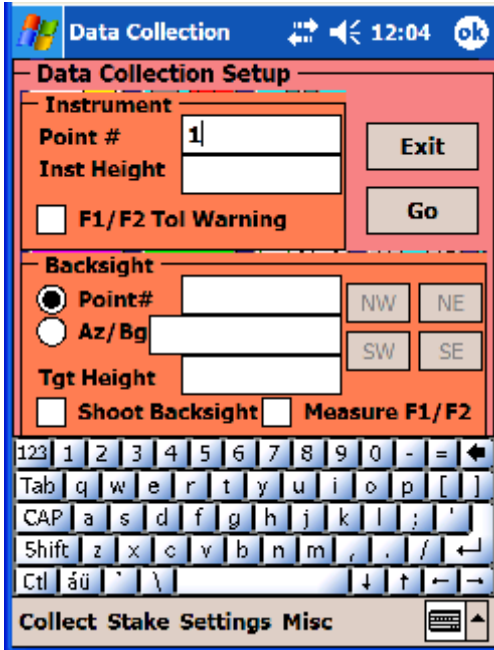 Data Collection 12:04 ok
Data Collection Setup
Instrument
Point # 1
Exit
Inst Height
Go
F1/F2 Tol Warning
Backsight
Point# NW NE
Az/Bg
SW SE
Tgt Height
Shoot Backsight Measure F1/F2
123 1 2 3 4 5 6 7 8 9 0 - =
Tab q w e r t y u i o p [ ]
CAP a s d f g h j k l ; '
Shift z x c v b n m , . /
Ctl áü ` \
Collect Stake Settings Misc